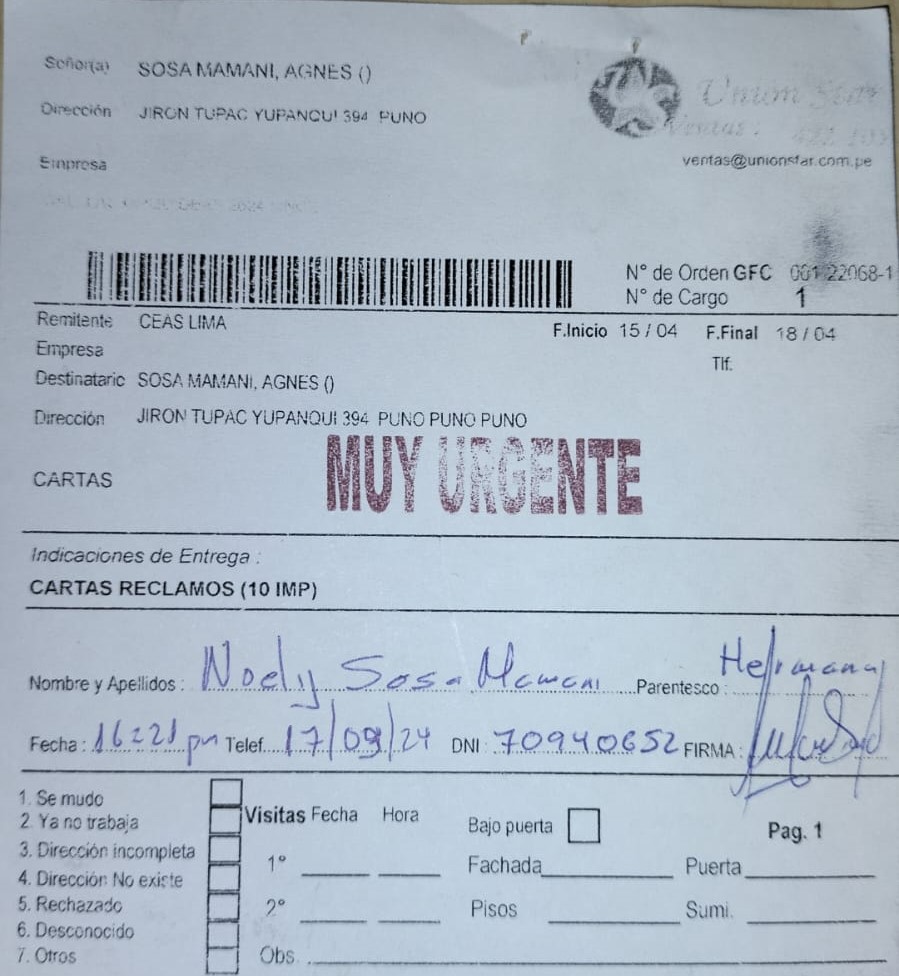 Señor(a) SOSA MAMANI, AGNES ()
Dirección JIRON TUPAC YUPANQUI 394 PUNO
Union Star
Ventas :
Empresa
ventas@unionstar.com.pe
N° de Orden GFC 001 22068-1
N° de Cargo 1
Remitente CEAS LIMA
F.Inicio 15 / 04 F.Final 18 / 04
Empresa
Tlf.
Destinatario SOSA MAMANI, AGNES ()
Dirección JIRON TUPAC YUPANQUI 394 PUNO PUNO PUNO
CARTAS
MUY URGENTE
Indicaciones de Entrega :
CARTAS RECLAMOS (10 IMP)
Nombre y Apellidos : Noely Sosa Mamani Parentesco : Hermana
Fecha : 16:21 pm Telef. 17/09/24 DNI : 70940652 FIRMA :
1. Se mudo
2. Ya no trabaja
3. Dirección incompleta
4. Dirección No existe
5. Rechazado
6. Desconocido
7. Otros
Visitas Fecha Hora
1°
2°
Obs.
Bajo puerta
Pag. 1
Fachada Puerta
Pisos Sumi.